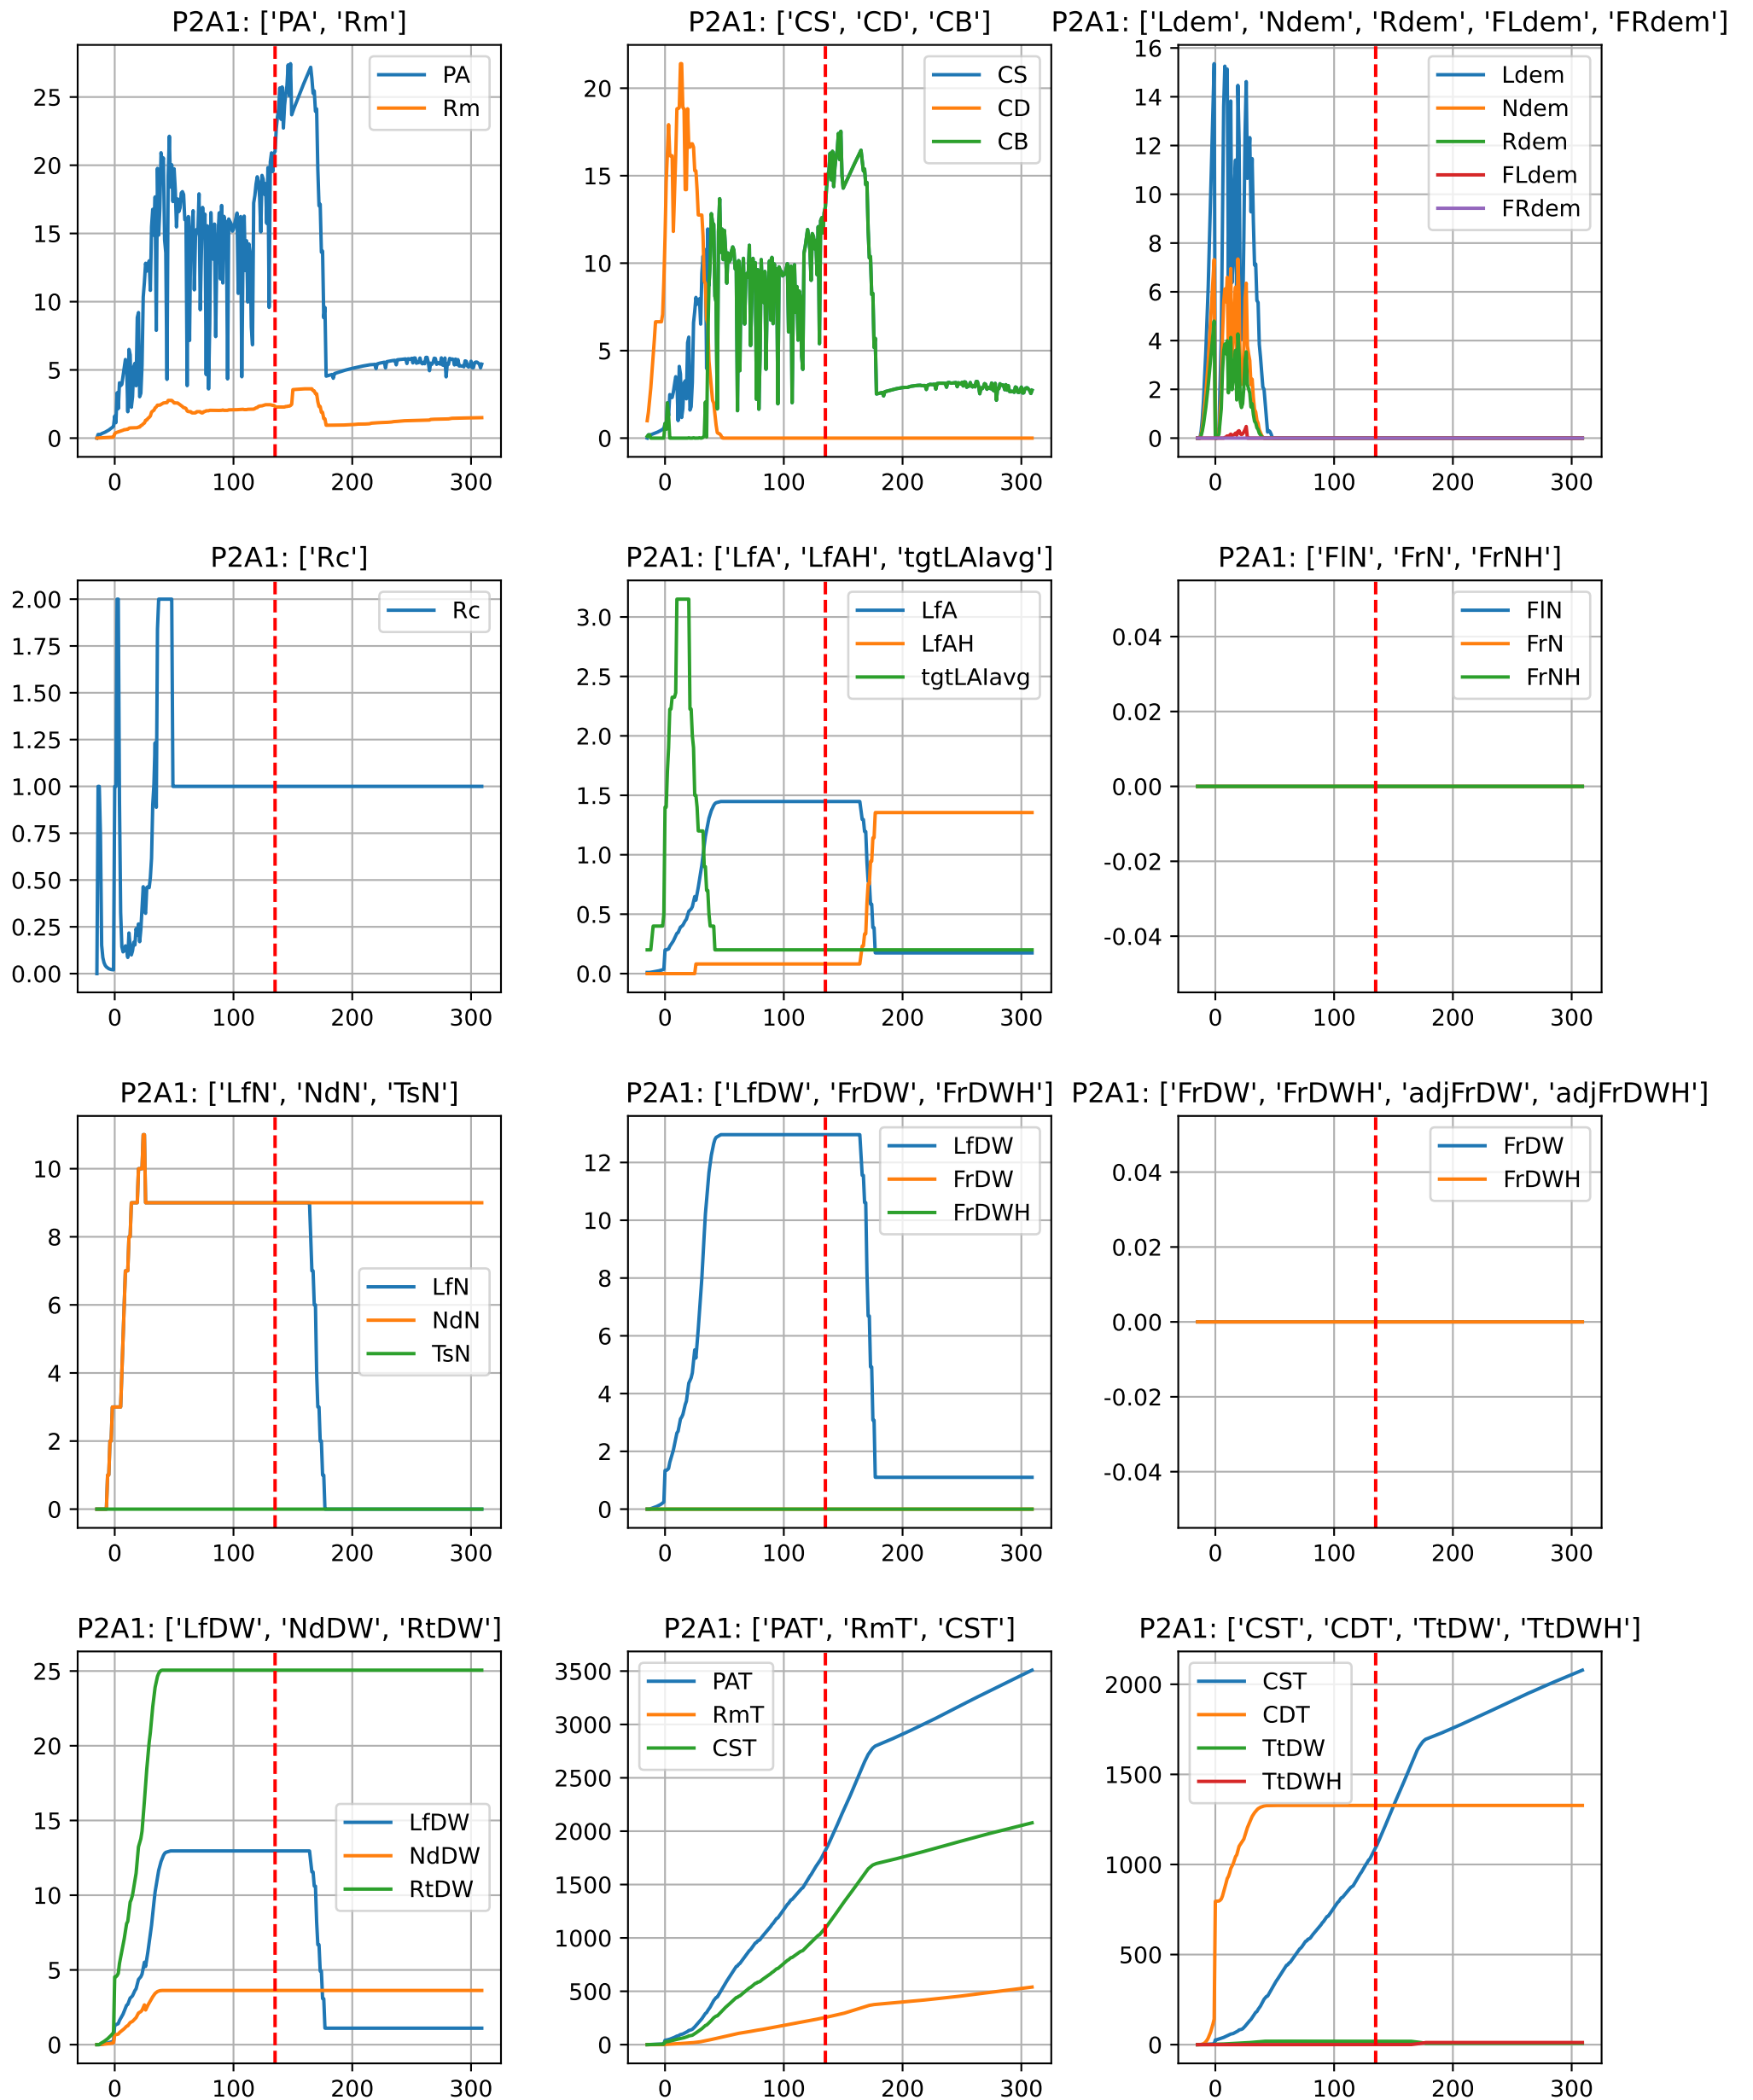 P2A1: ['PA', 'Rm']
25
20
15
10
5
0
0 100 200 300
PA
Rm
P2A1: ['CS', 'CD', 'CB']
20
15
10
5
0
0 100 200 300
CS
CD
CB
P2A1: ['Ldem', 'Ndem', 'Rdem', 'FLdem', 'FRdem']
16
14
12
10
8
6
4
2
0
0 100 200 300
Ldem
Ndem
Rdem
FLdem
FRdem
P2A1: ['Rc']
2.00
1.75
1.50
1.25
1.00
0.75
0.50
0.25
0.00
0 100 200 300
Rc
P2A1: ['LfA', 'LfAH', 'tgtLAIavg']
3.0
2.5
2.0
1.5
1.0
0.5
0.0
0 100 200 300
LfA
LfAH
tgtLAIavg
P2A1: ['FlN', 'FrN', 'FrNH']
0.04
0.02
0.00
-0.02
-0.04
0 100 200 300
FlN
FrN
FrNH
P2A1: ['LfN', 'NdN', 'TsN']
10
8
6
4
2
0
0 100 200 300
LfN
NdN
TsN
P2A1: ['LfDW', 'FrDW', 'FrDWH']
12
10
8
6
4
2
0
0 100 200 300
LfDW
FrDW
FrDWH
P2A1: ['FrDW', 'FrDWH', 'adjFrDW', 'adjFrDWH']
0.04
0.02
0.00
-0.02
-0.04
0 100 200 300
FrDW
FrDWH
P2A1: ['LfDW', 'NdDW', 'RtDW']
25
20
15
10
5
0
0 100 200 300
LfDW
NdDW
RtDW
P2A1: ['PAT', 'RmT', 'CST']
3500
3000
2500
2000
1500
1000
500
0
0 100 200 300
PAT
RmT
CST
P2A1: ['CST', 'CDT', 'TtDW', 'TtDWH']
2000
1500
1000
500
0
0 100 200 300
CST
CDT
TtDW
TtDWH